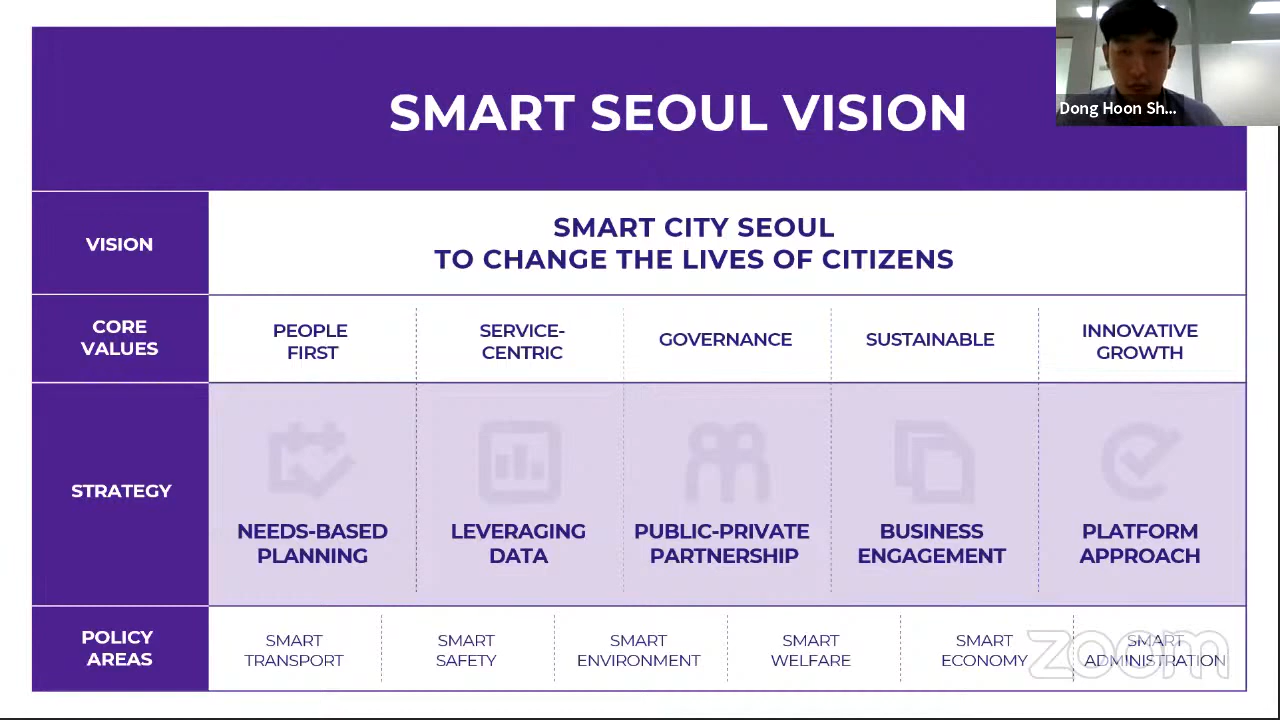 SMART SEOUL VISION
Dong Hoon Sh...
VISION
SMART CITY SEOUL
TO CHANGE THE LIVES OF CITIZENS
CORE
VALUES
PEOPLE
FIRST
SERVICE-
CENTRIC
GOVERNANCE
SUSTAINABLE
INNOVATIVE
GROWTH
STRATEGY
NEEDS-BASED
PLANNING
LEVERAGING
DATA
PUBLIC-PRIVATE
PARTNERSHIP
BUSINESS
ENGAGEMENT
PLATFORM
APPROACH
POLICY
AREAS
SMART
TRANSPORT
SMART
SAFETY
SMART
ENVIRONMENT
SMART
WELFARE
SMART
ECONOMY
SMART
ADMINISTRATION
zoom